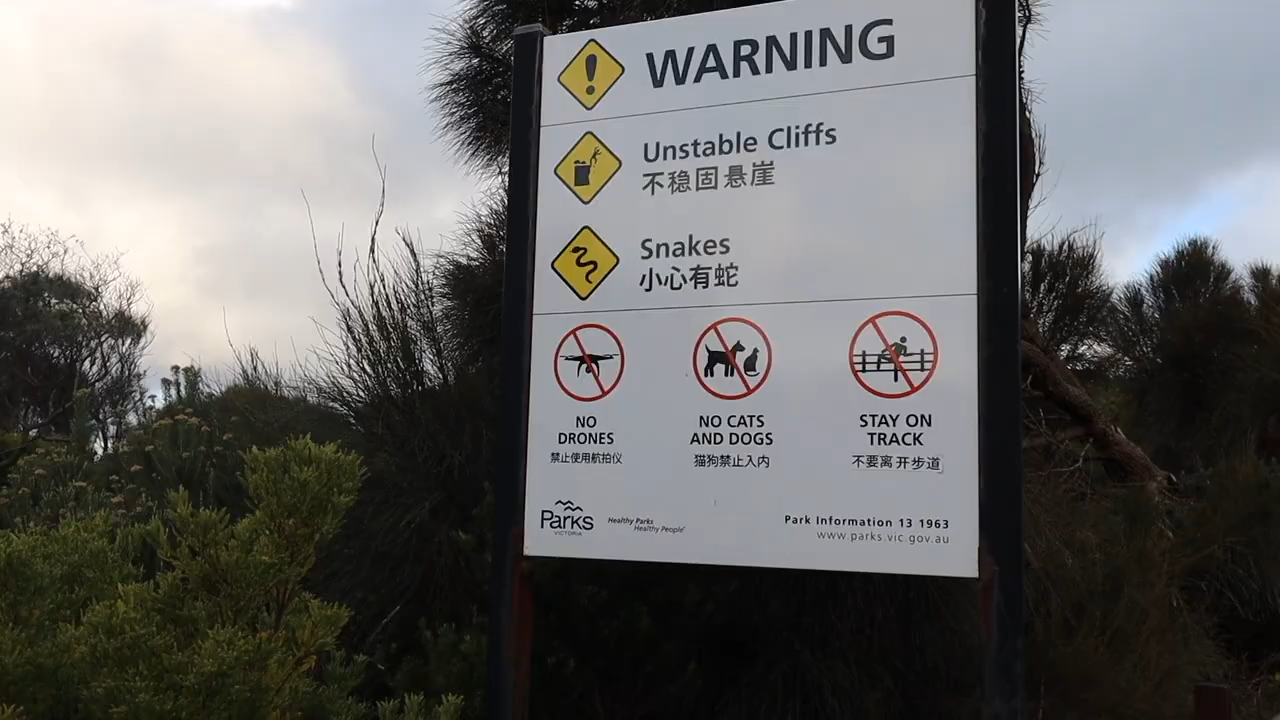 WARNING
Unstable Cliffs
不稳固悬崖
Snakes
小心有蛇
NO
DRONES
禁止使用航拍仪
NO CATS
AND DOGS
猫狗禁止入内
STAY ON
TRACK
不要离开步道
Parks
VICTORIA
Healthy Parks
Healthy People
Park Information 13 1963
www.parks.vic.gov.au